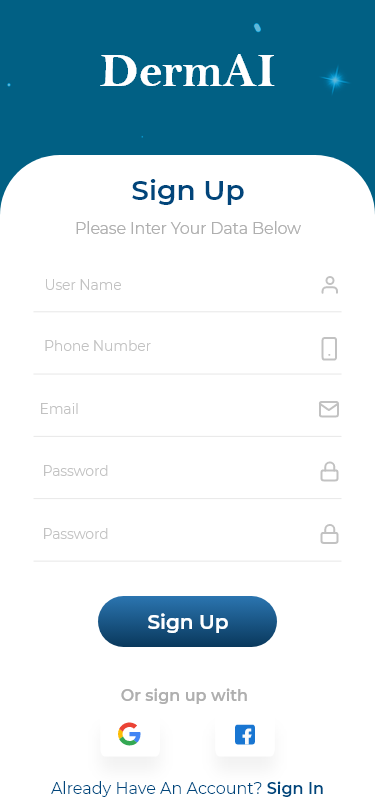 DermAI
Sign Up
Please Inter Your Data Below
User Name
Phone Number
Email
Password
Password
Sign Up
Or sign up with
Already Have An Account? Sign In